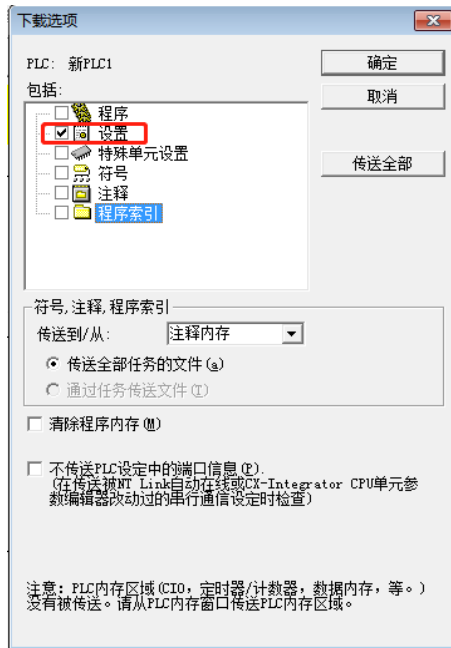 下载选项
PLC: 新PLC1
确定
包括:
取消
程序
设置
特殊单元设置
传送全部
符号
注释
程序索引
符号,注释,程序索引
传送到/从: 注释内存
传送全部任务的文件(a)
通过任务传送文件(T)
清除程序内存(M)
不传送PLC设定中的端口信息(P).
(在传送被NT Link自动在线或CX-Integrator CPU单元参
数编辑器改动过的串行通信设定时检查)
注意: PLC内存区域(CIO, 定时器/计数器, 数据内存, 等。)
没有被传送。请从PLC内存窗口传送PLC内存区域。